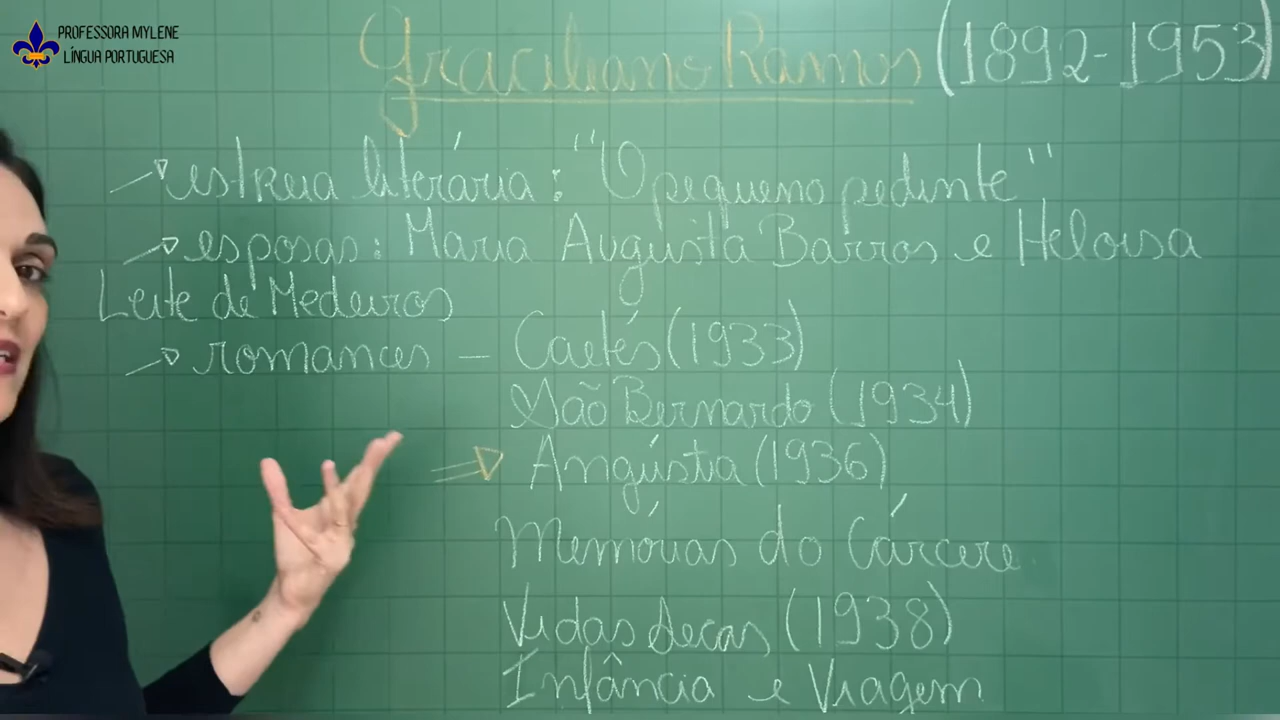 PROFESSORA MYLENE
LÍNGUA PORTUGUESA
Graciliano Ramos (1892-1953)
estreia literária: "O pequeno pedinte"
esposas: Maria Augusta Barros e Heloisa
Leite de Medeiros
romances - Caetés (1933)
São Bernardo (1934)
Angústia (1936)
Memórias do Cárcere
Vidas Secas (1938)
Infância e Viagem